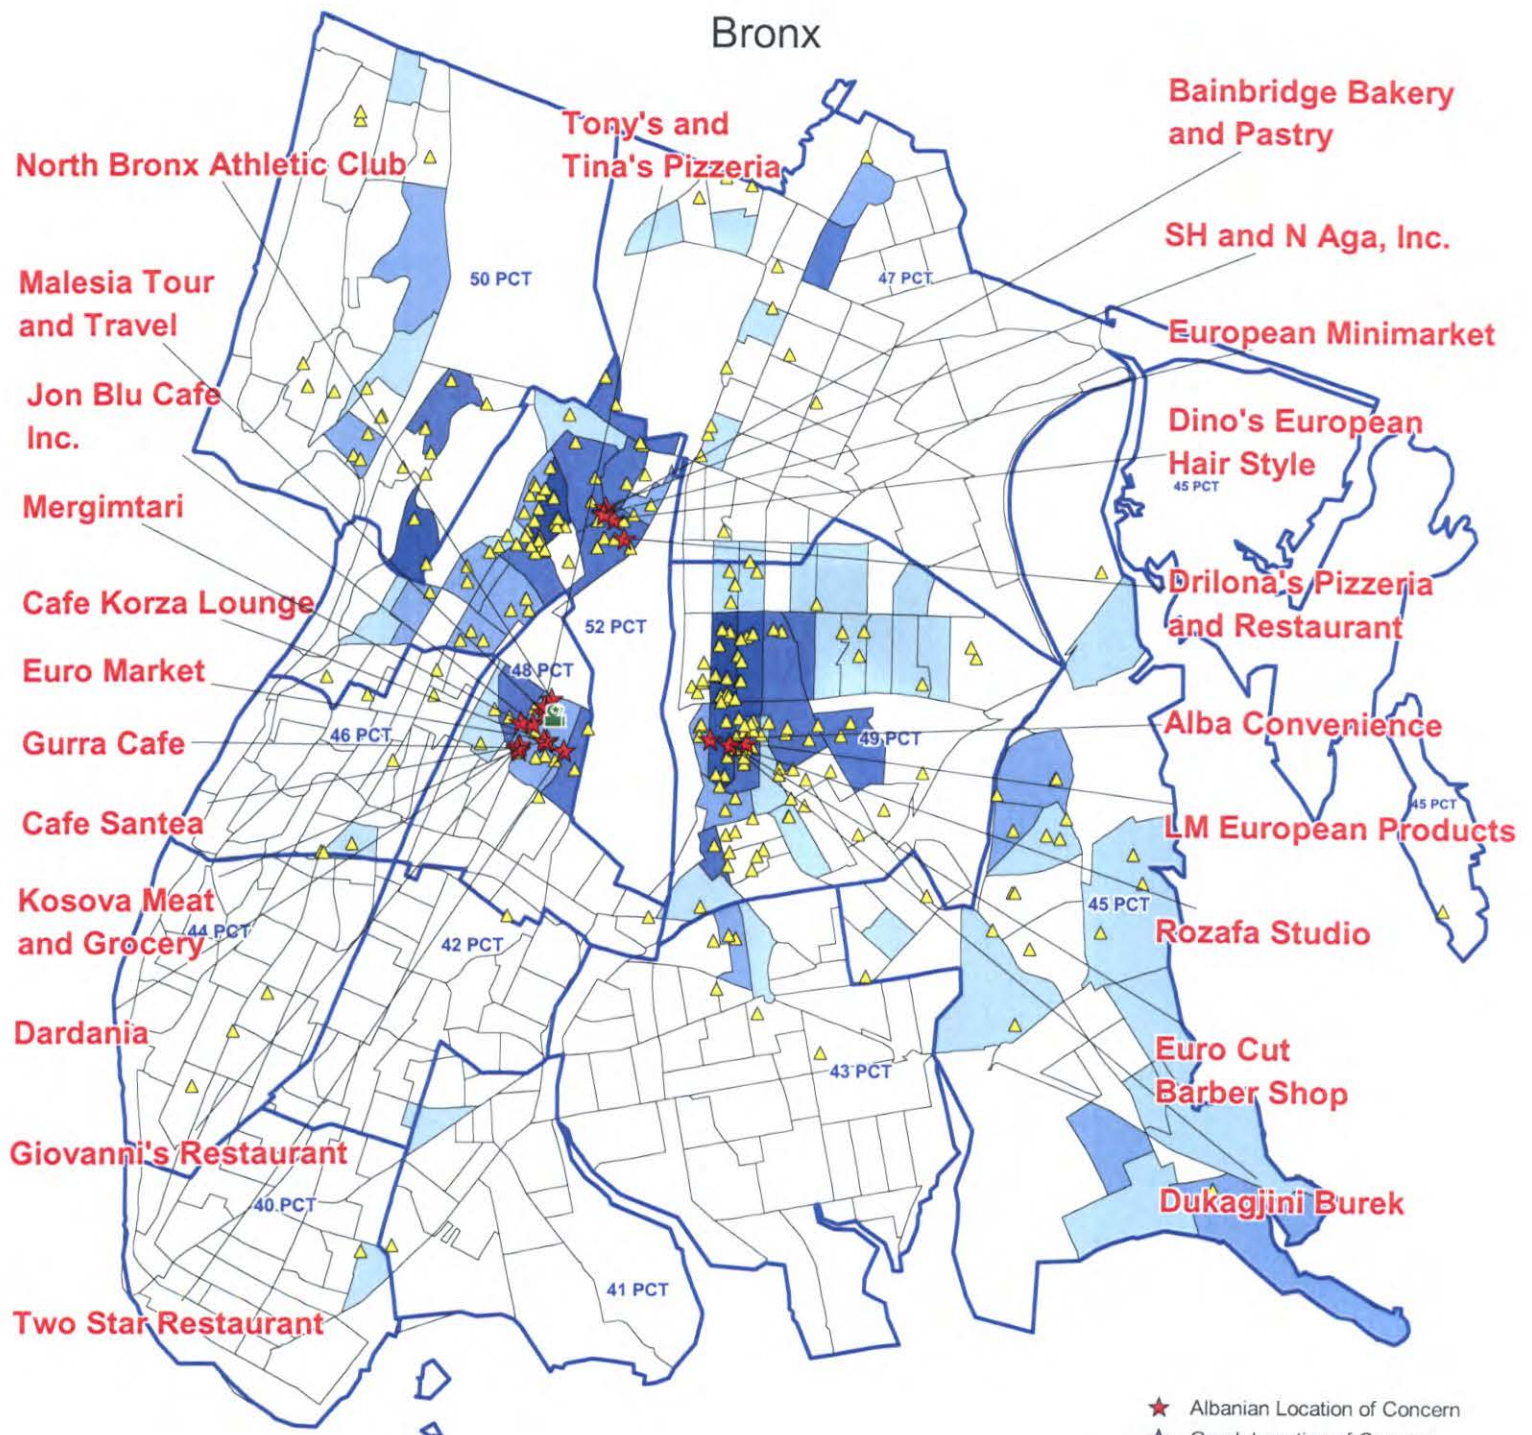 Bronx
Bainbridge Bakery
and Pastry
Tony's and
Tina's Pizzeria
North Bronx Athletic Club
SH and N Aga, Inc.
50 PCT
47 PCT
Malesia Tour
and Travel
European Minimarket
Jon Blu Cafe
Inc.
Dino's European
Hair Style
45 PCT
Mergimtari
Drilona's Pizzeria
and Restaurant
Cafe Korza Lounge
52 PCT
48 PCT
Euro Market
46 PCT
49 PCT
Alba Convenience
Gurra Cafe
45 PCT
Cafe Santea
LM European Products
Kosova Meat
and Grocery
44 PCT
42 PCT
45 PCT
Rozafa Studio
Dardania
43 PCT
Euro Cut
Barber Shop
Giovanni's Restaurant
40 PCT
Dukagjini Burek
41 PCT
Two Star Restaurant
Albanian Location of Concern